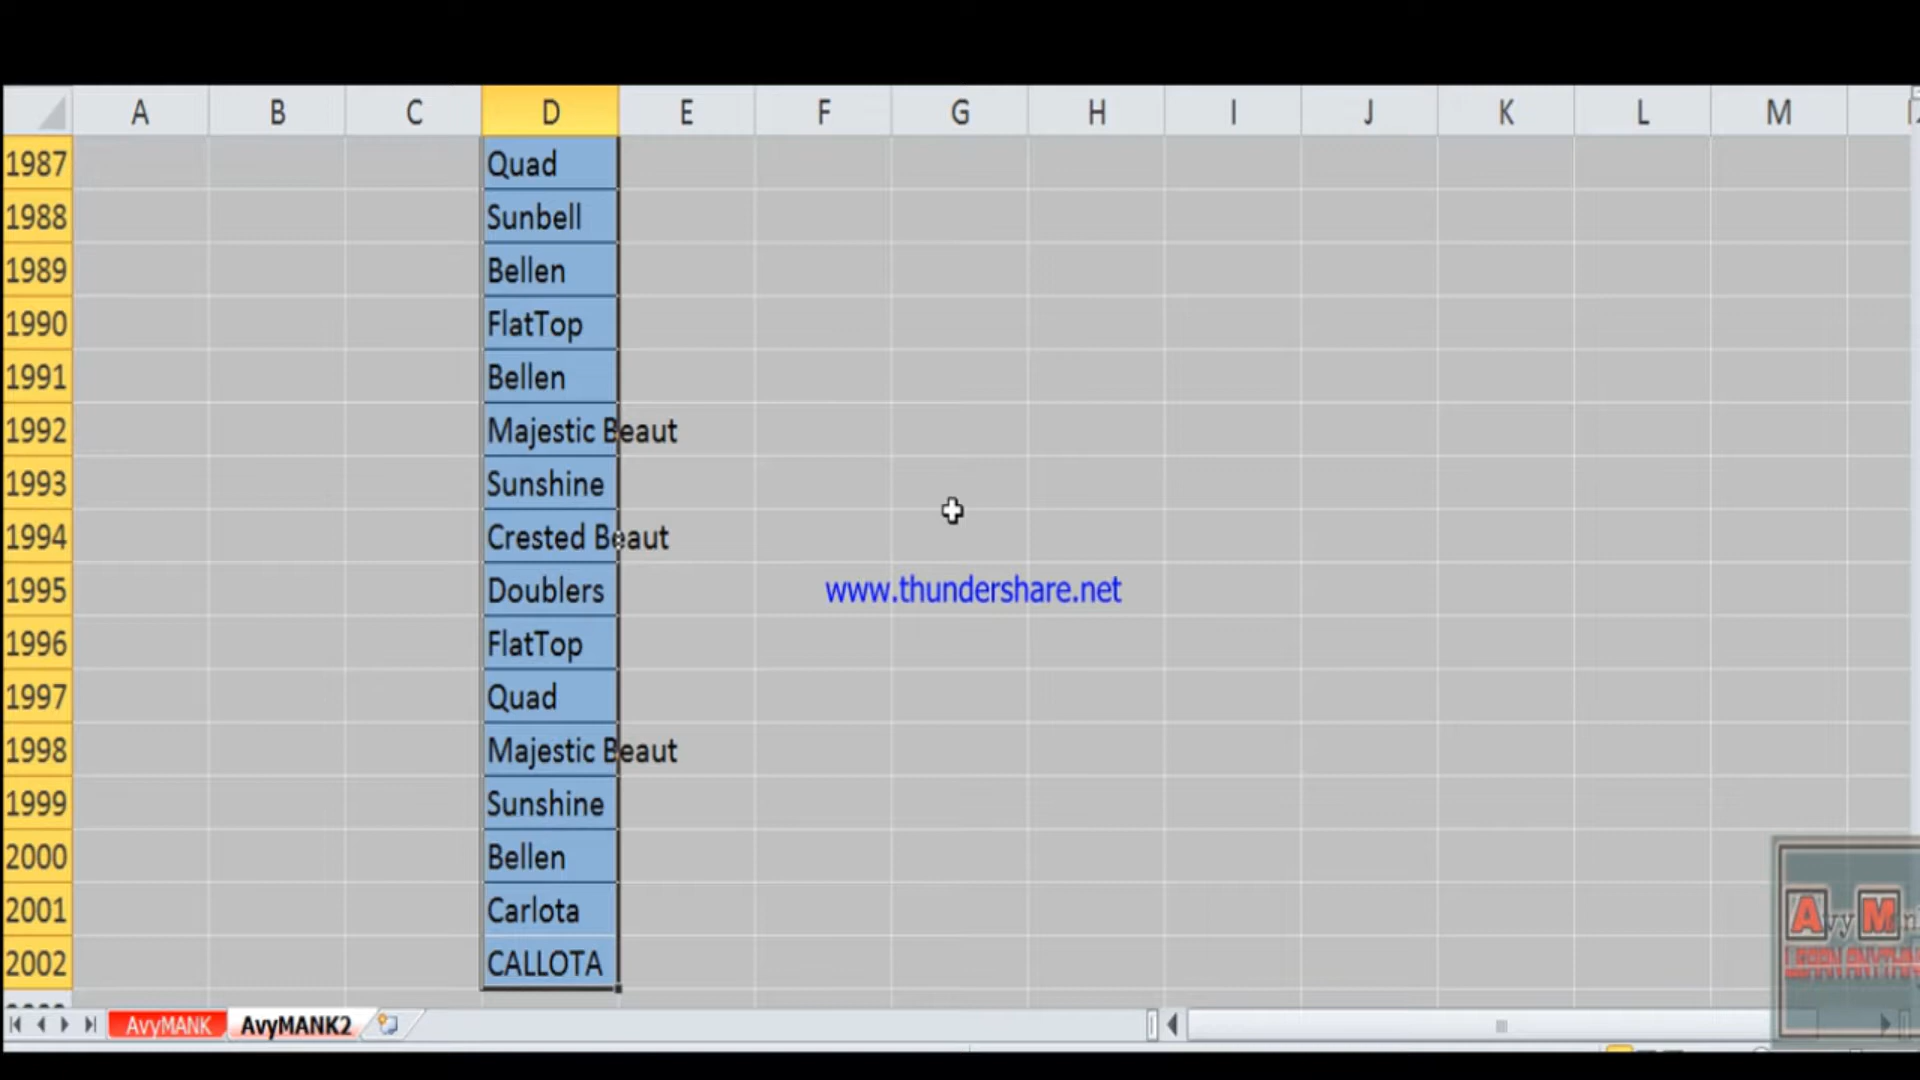 A B C D E F G H I J K L M
1987 Quad
1988 Sunbell
1989 Bellen
1990 FlatTop
1991 Bellen
1992 Majestic Beaut
1993 Sunshine
1994 Crested Beaut
1995 Doublers www.thundershare.net
1996 FlatTop
1997 Quad
1998 Majestic Beaut
1999 Sunshine
2000 Bellen
2001 Carlota
2002 CALLOTA
AvyMANK AvyMANK2